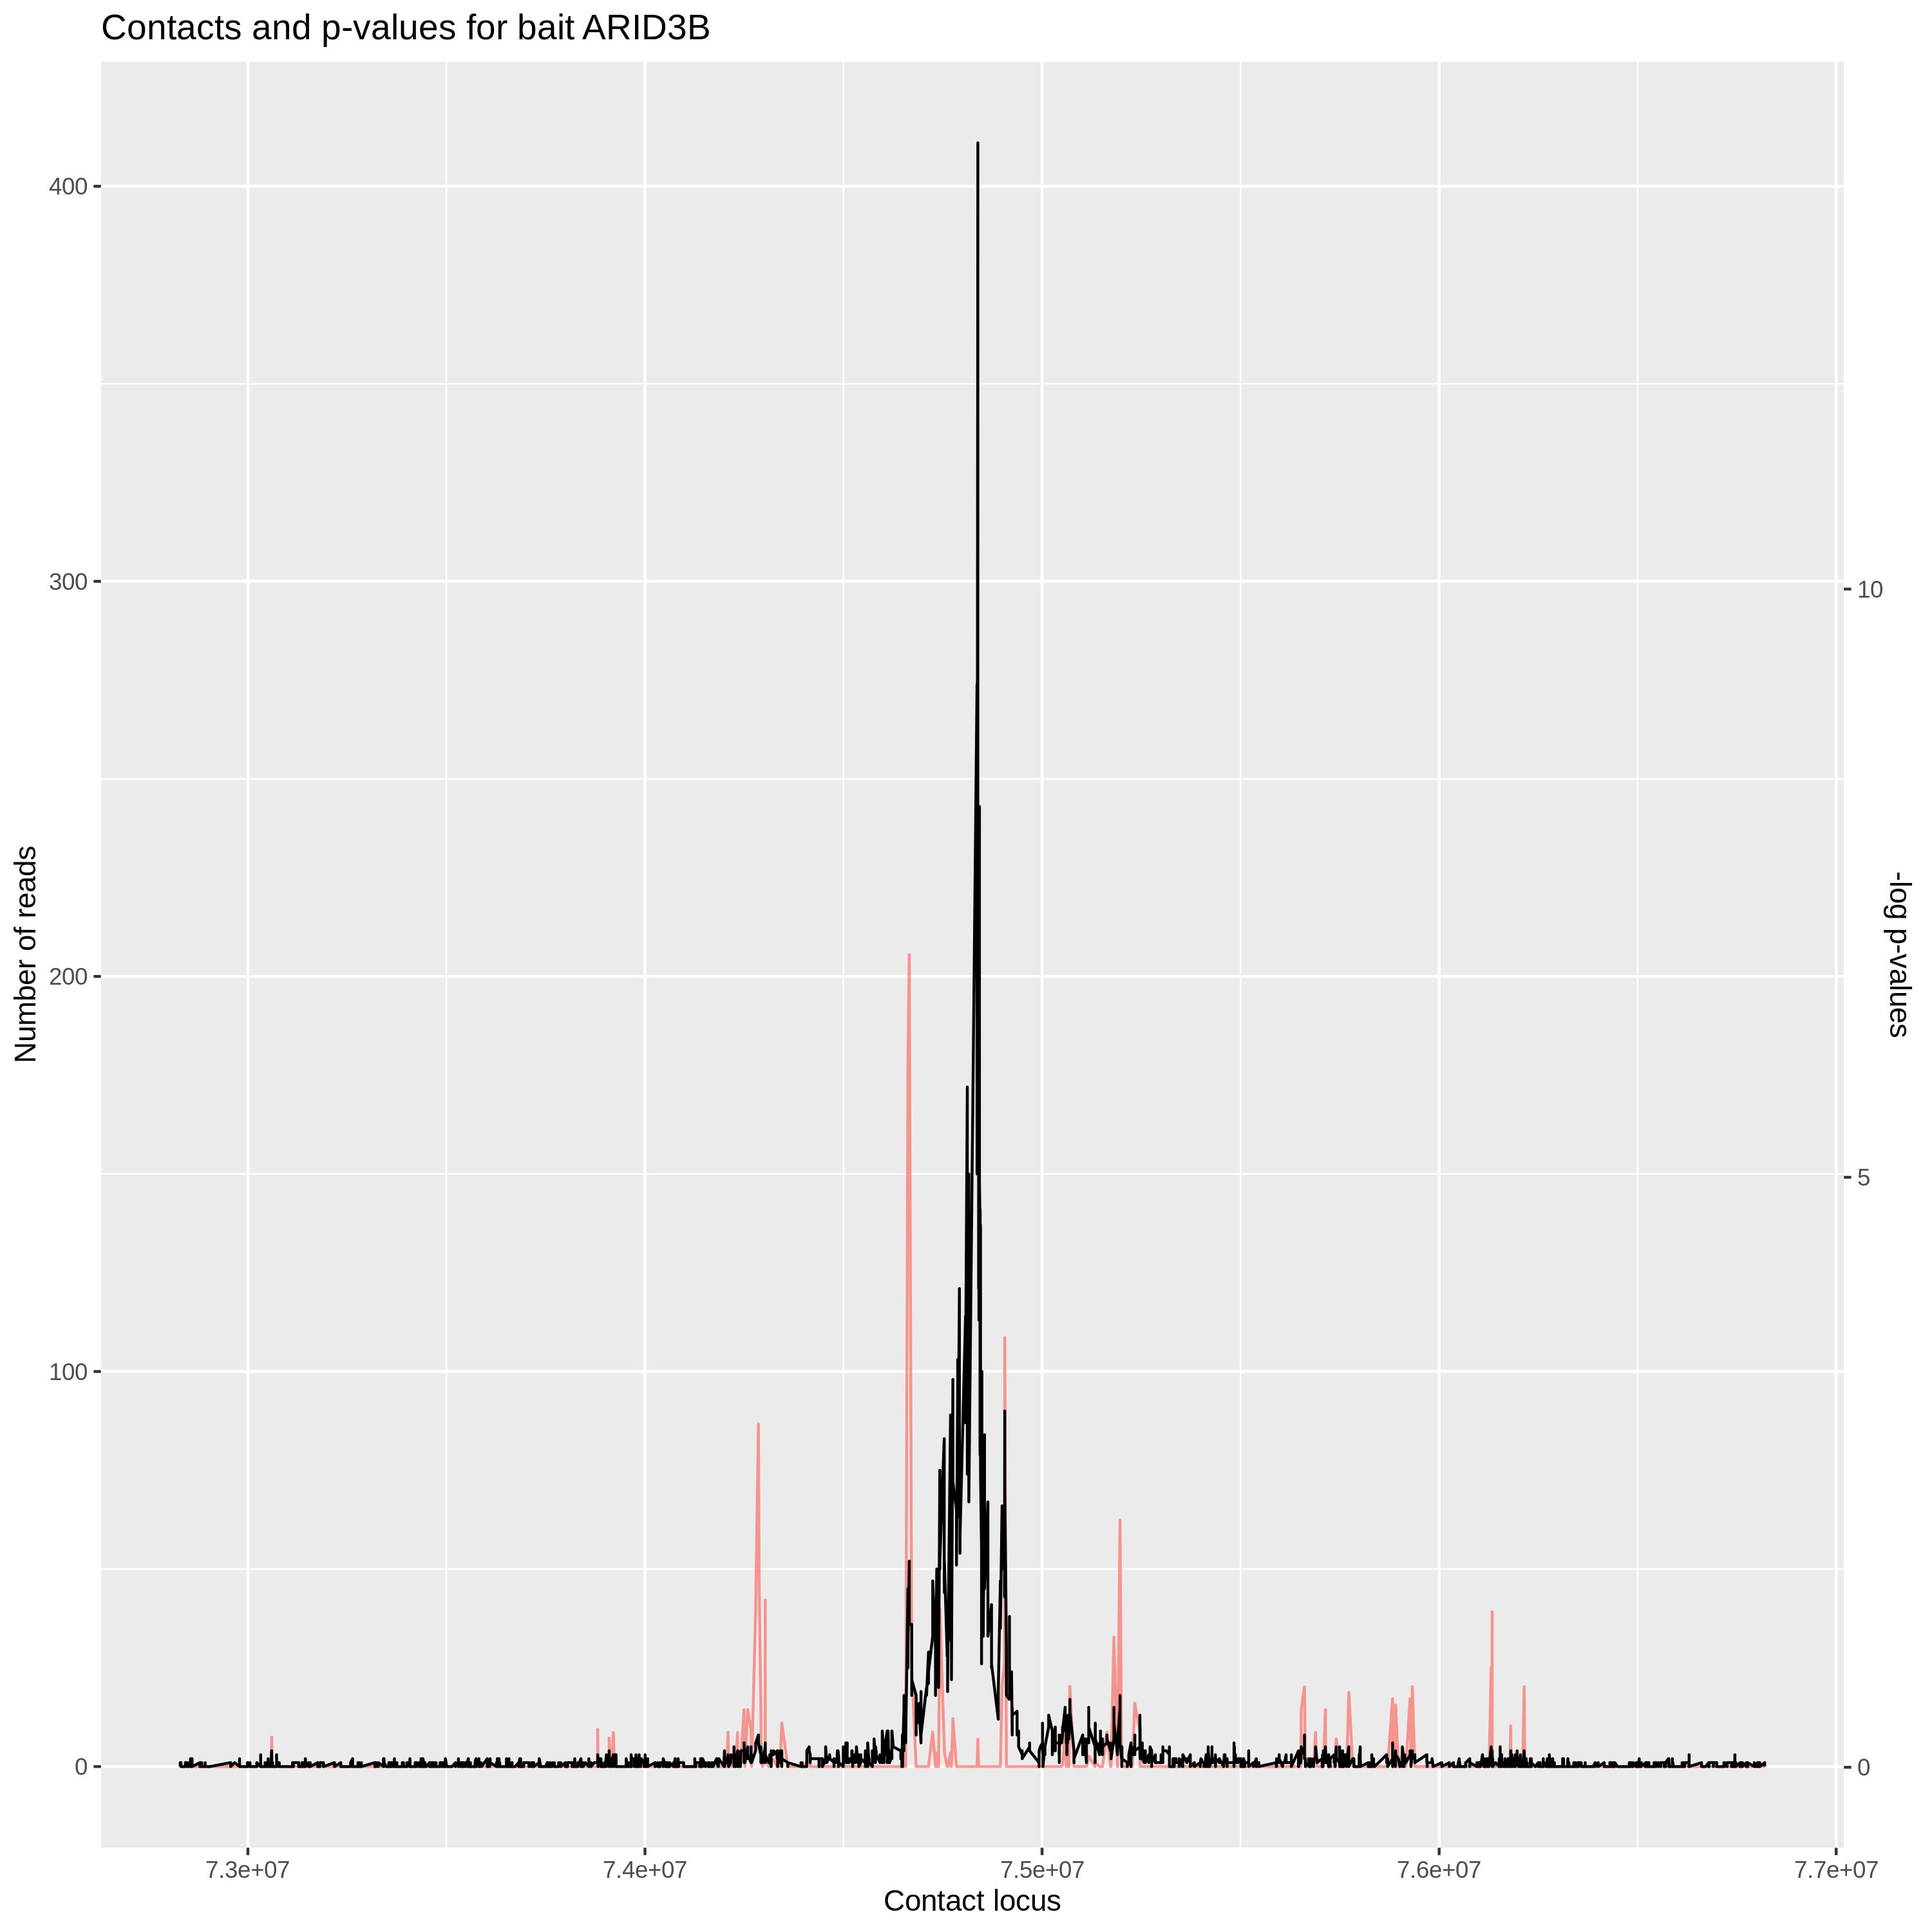 Contacts and p-values for bait ARID3B
400
300
200
100
0
Number of reads
10
5
0
-log p-values
7.3e+07
7.4e+07
7.5e+07
7.6e+07
7.7e+07
Contact locus